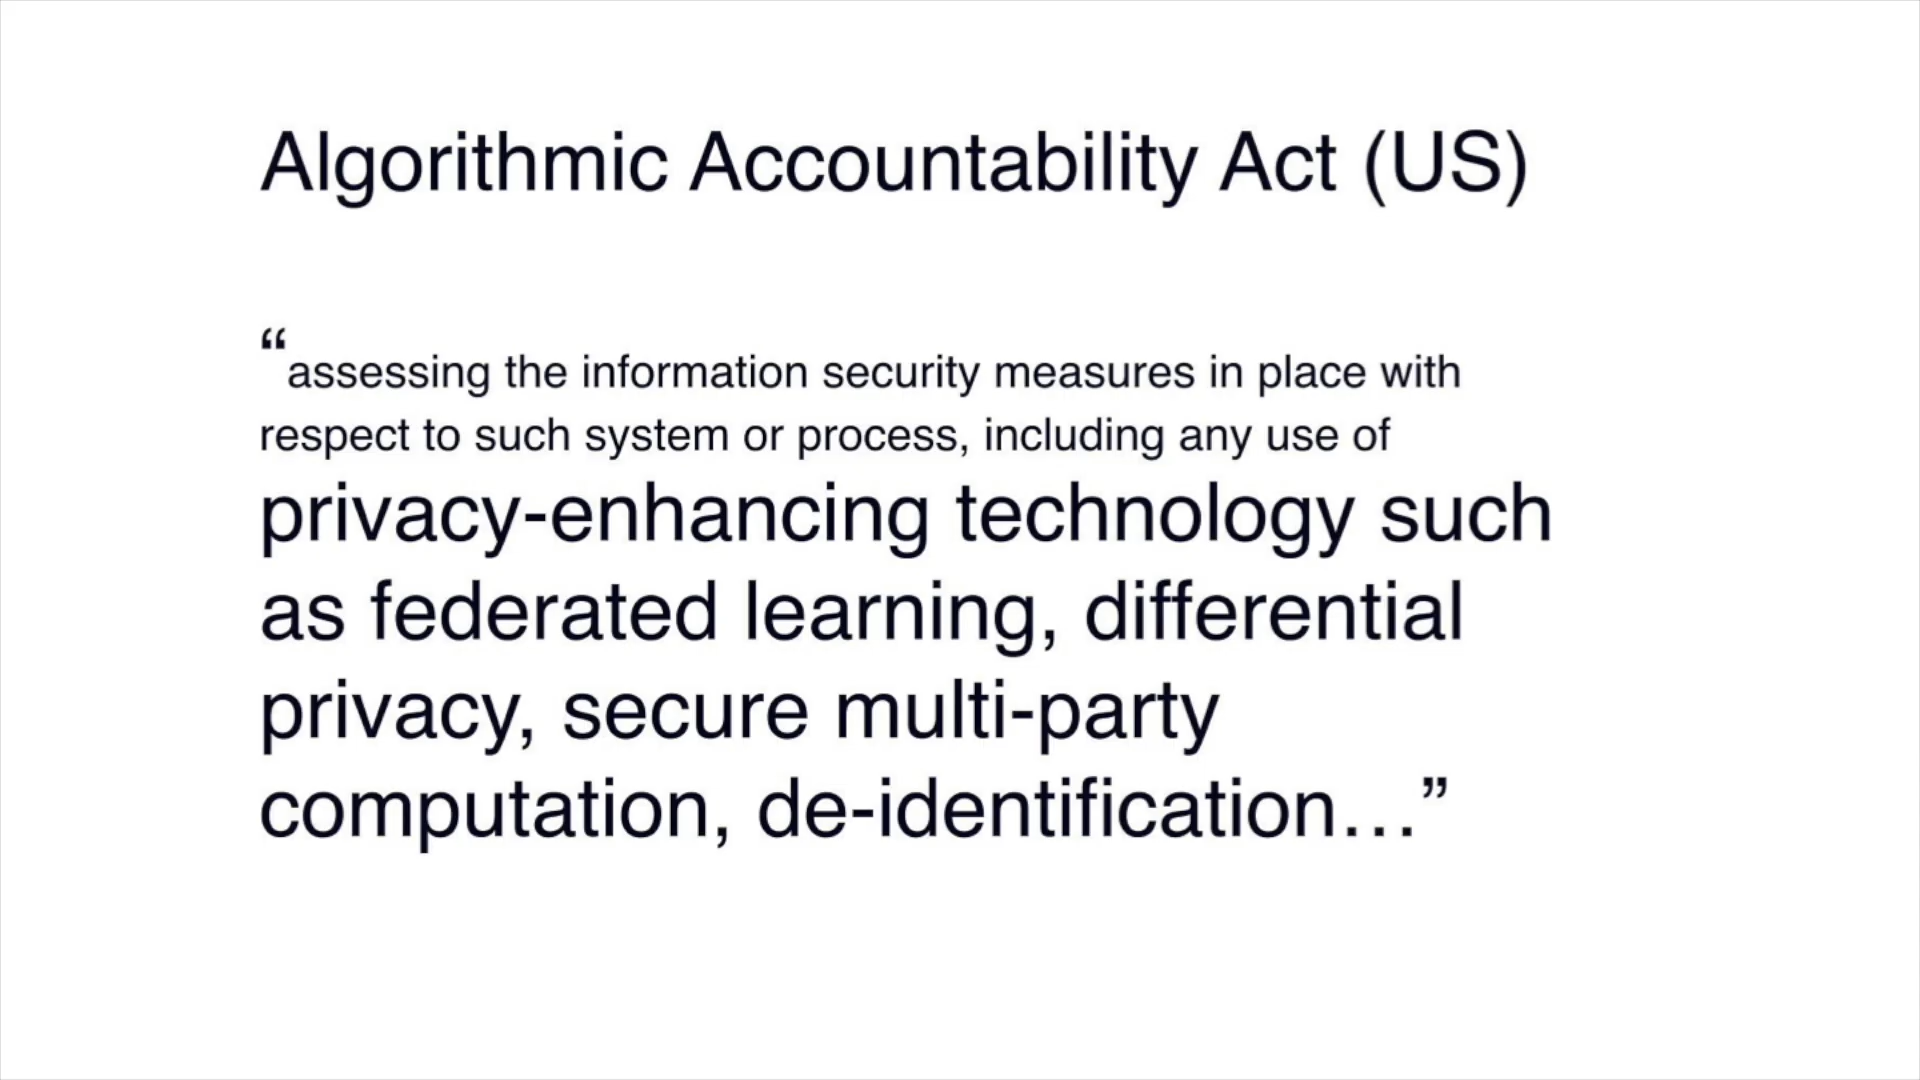 Algorithmic Accountability Act (US)
“assessing the information security measures in place with
respect to such system or process, including any use of
privacy-enhancing technology such
as federated learning, differential
privacy, secure multi-party
computation, de-identification…”